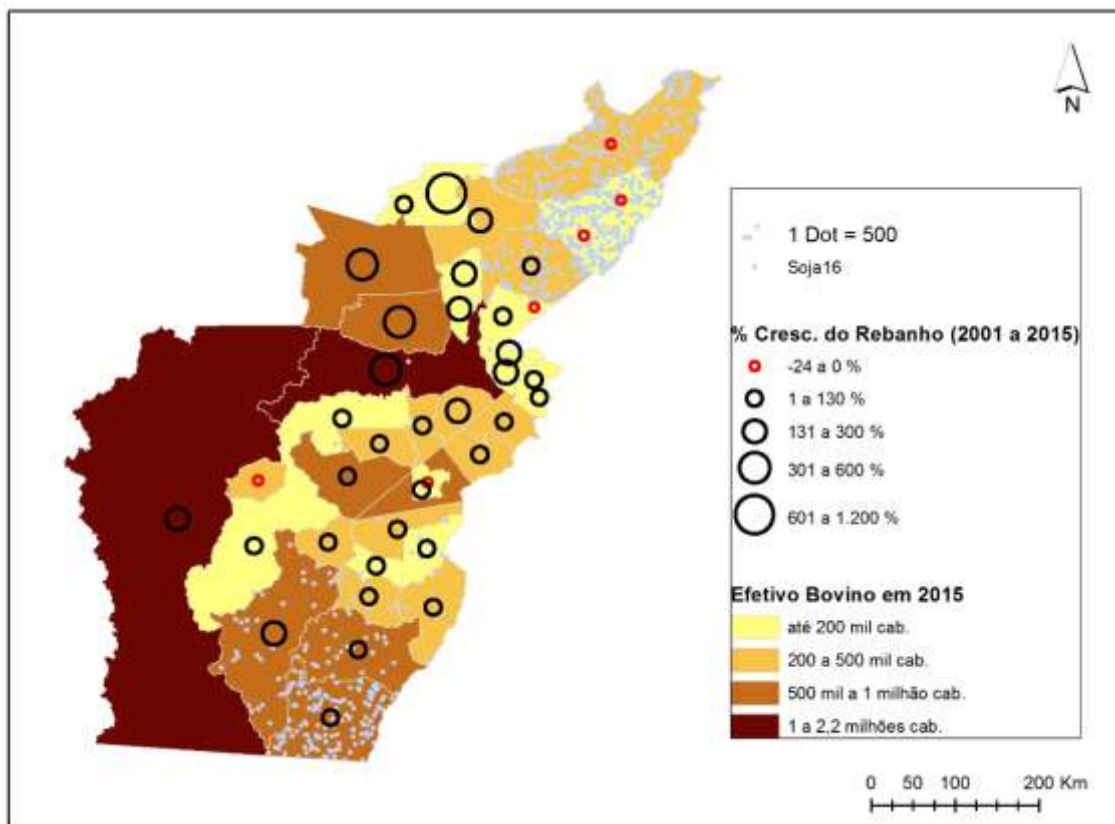 N
1 Dot = 500
Soja16
% Cresc. do Rebanho (2001 a 2015)
-24 a 0 %
1 a 130 %
131 a 300 %
301 a 600 %
601 a 1.200 %
Efetivo Bovino em 2015
até 200 mil cab.
200 a 500 mil cab.
500 mil a 1 milhão cab.
1 a 2,2 milhões cab.
0 50 100 200 Km